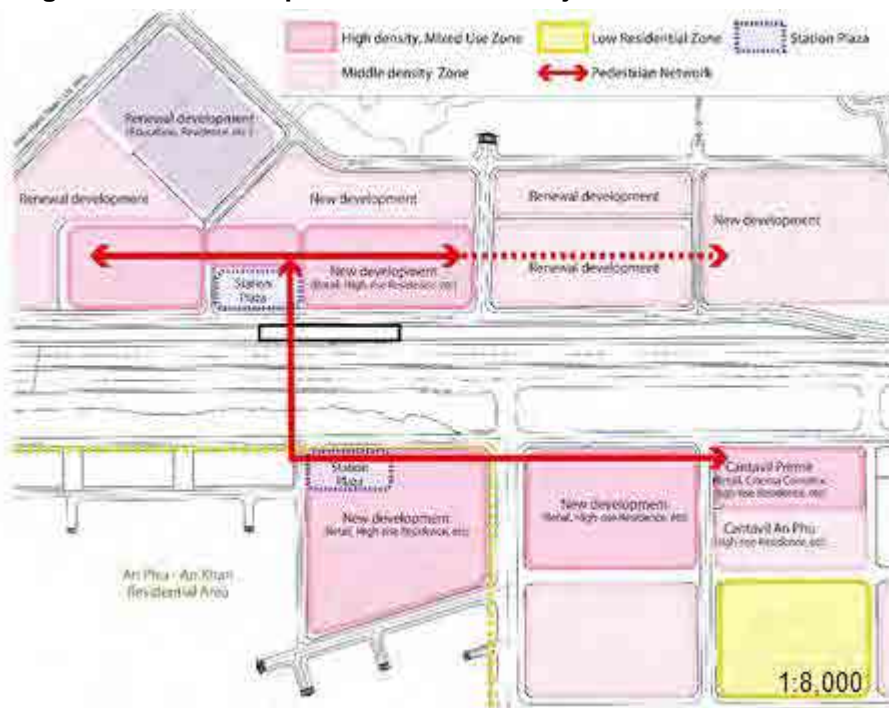 High density, Mixed Use Zone
Low Residential Zone
Station Plaza
Middle density Zone
Pedestrian Network
Renewal development
(Education, Residence, etc)
Renewal development
New development
Renewal development
New development
Station
Plaza
New development
(Retail, High-rise Residence, etc)
Renewal development
Station
Plaza
New development
(Retail, High-rise Residence, etc)
New development
(Retail, High-rise Residence, etc)
Cantavil Premier
(Retail, Cinema Complex,
High-rise Residence, etc)
Cantavil An Phu
(High-rise Residence, etc)
An Phu - An Khan
Residential Area
1:8,000